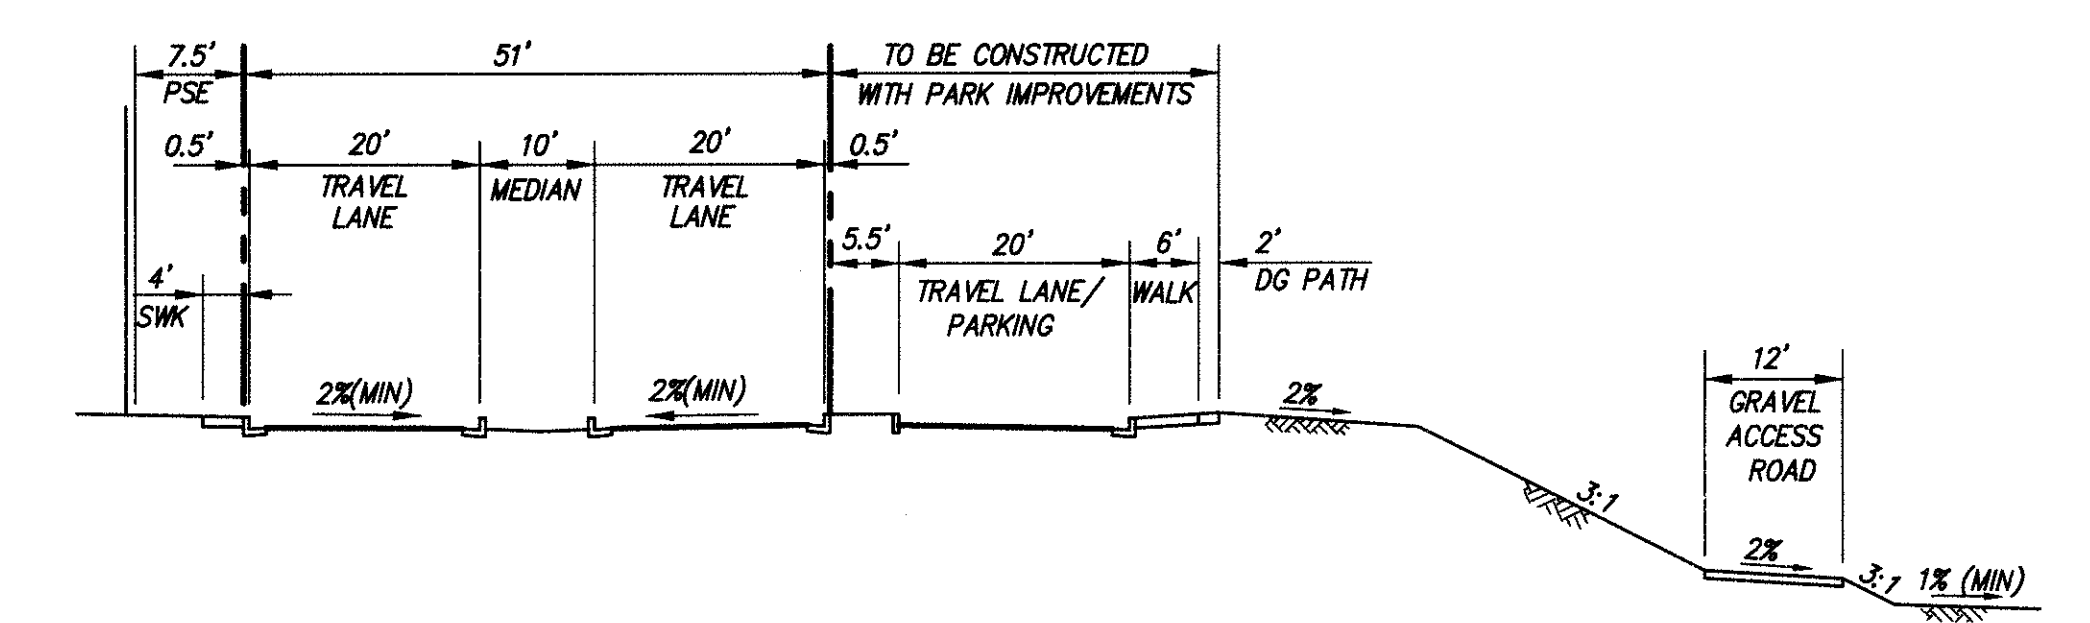 7.5'
PSE
51'
TO BE CONSTRUCTED
WITH PARK IMPROVEMENTS
0.5'
20'
TRAVEL
LANE
10'
MEDIAN
20'
TRAVEL
LANE
0.5'
4'
SWK
5.5'
20'
TRAVEL LANE/
PARKING
6'
WALK
2'
DG PATH
2%(MIN)
2%(MIN)
2%
3:1
12'
GRAVEL
ACCESS
ROAD
2%
3:1
1% (MIN)